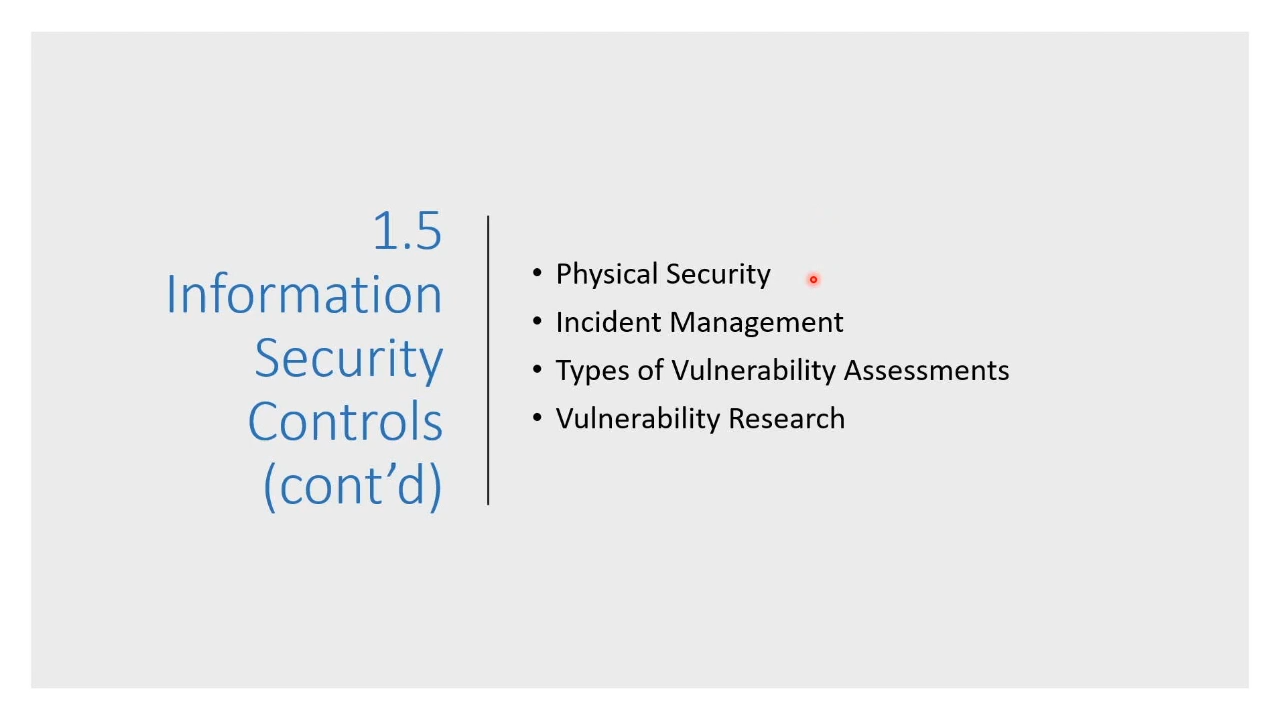 1.5
Information
Security
Controls
(cont’d)
• Physical Security
• Incident Management
• Types of Vulnerability Assessments
• Vulnerability Research